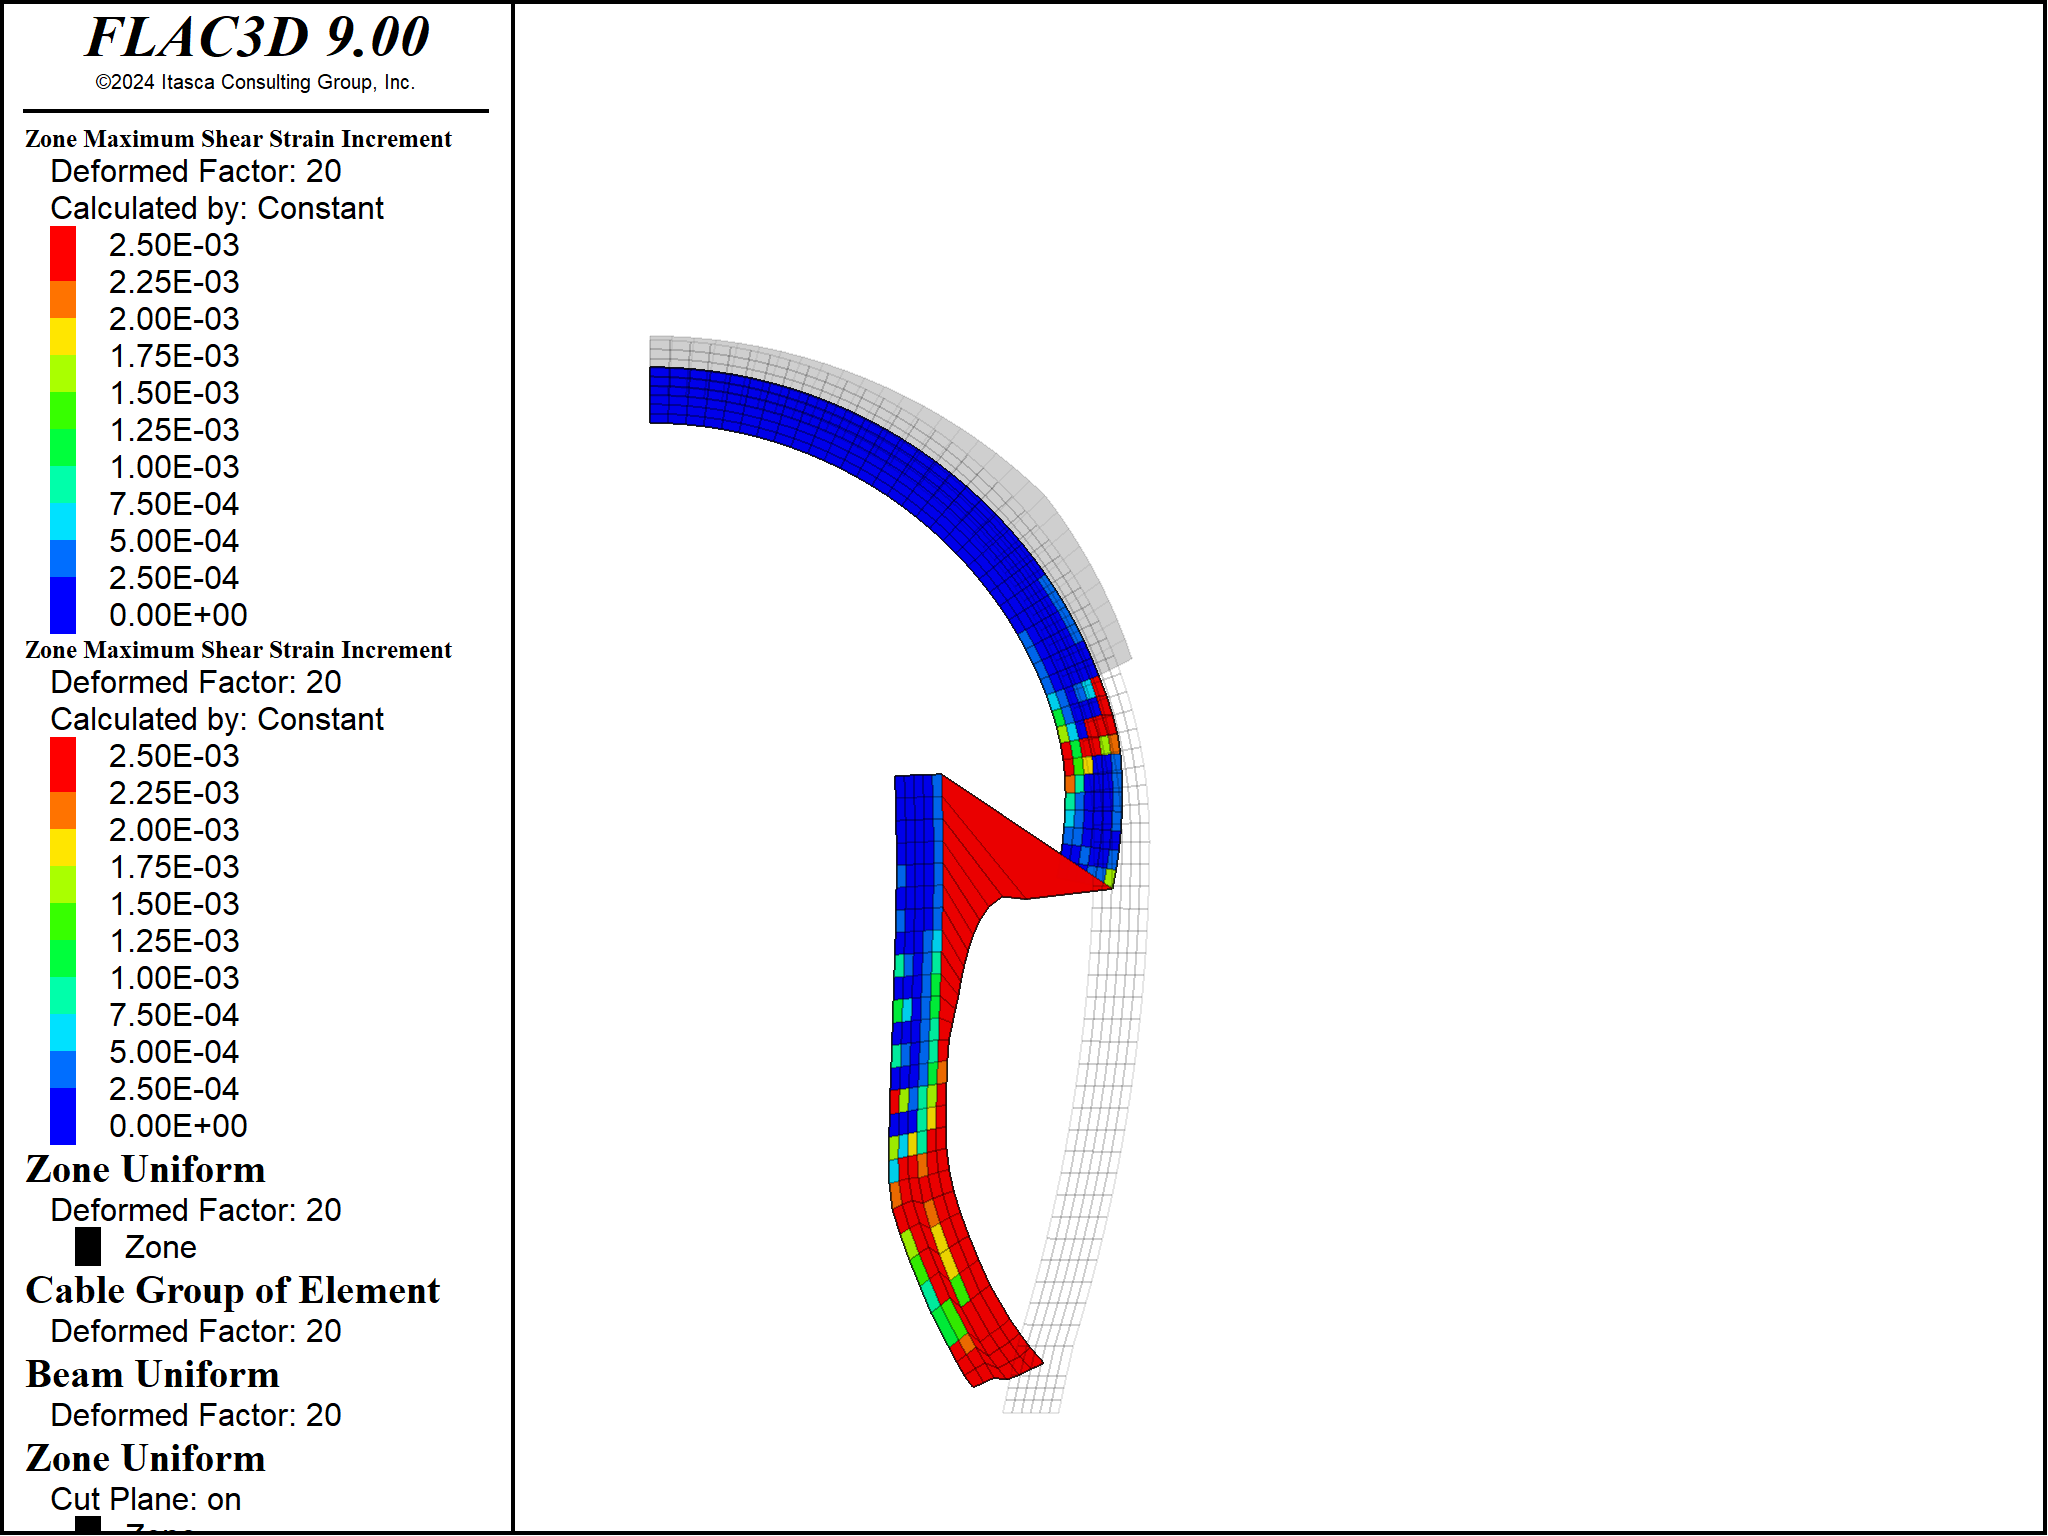 FLAC3D 9.00
©2024 Itasca Consulting Group, Inc.
Zone Maximum Shear Strain Increment
Deformed Factor: 20
Calculated by: Constant
2.50E-03
2.25E-03
2.00E-03
1.75E-03
1.50E-03
1.25E-03
1.00E-03
7.50E-04
5.00E-04
2.50E-04
0.00E+00
Zone Maximum Shear Strain Increment
Deformed Factor: 20
Calculated by: Constant
2.50E-03
2.25E-03
2.00E-03
1.75E-03
1.50E-03
1.25E-03
1.00E-03
7.50E-04
5.00E-04
2.50E-04
0.00E+00
Zone Uniform
Deformed Factor: 20
Zone
Cable Group of Element
Deformed Factor: 20
Beam Uniform
Deformed Factor: 20
Zone Uniform
Cut Plane: on